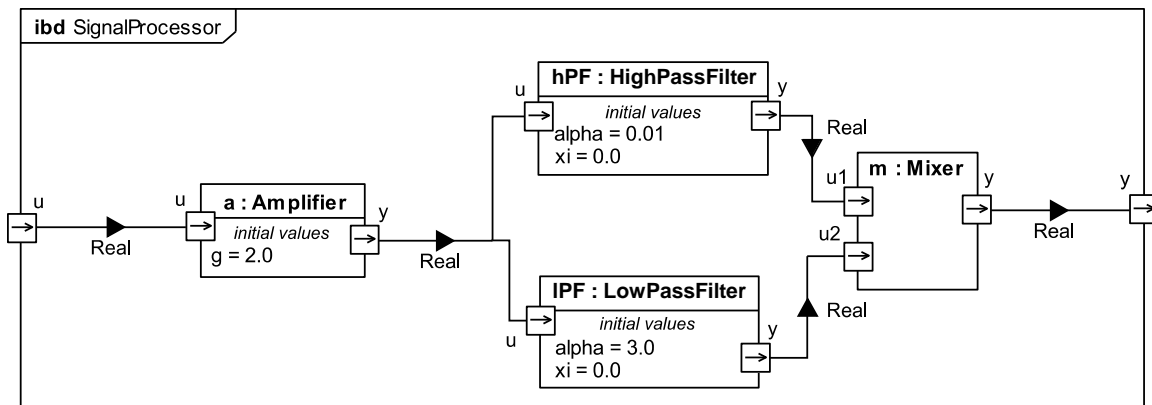 ibd SignalProcessor
u
Real
u
a : Amplifier
initial values
g = 2.0
y
Real
u
hPF : HighPassFilter
initial values
alpha = 0.01
xi = 0.0
y
Real
u
lPF : LowPassFilter
initial values
alpha = 3.0
xi = 0.0
y
Real
u1
u2
m : Mixer
y
Real
y